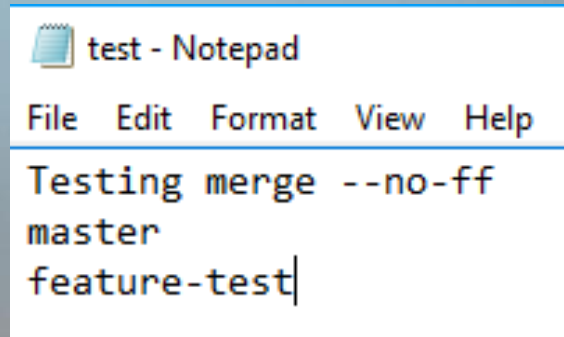 test - Notepad
File Edit Format View Help
Testing merge --no-ff
master
feature-test